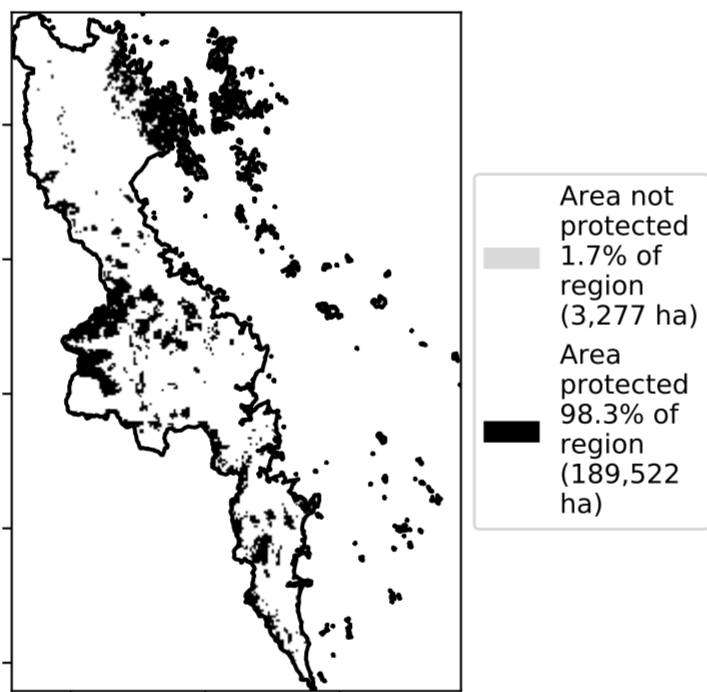 Area not
protected
1.7% of
region
(3,277 ha)
Area
protected
98.3% of
region
(189,522
ha)